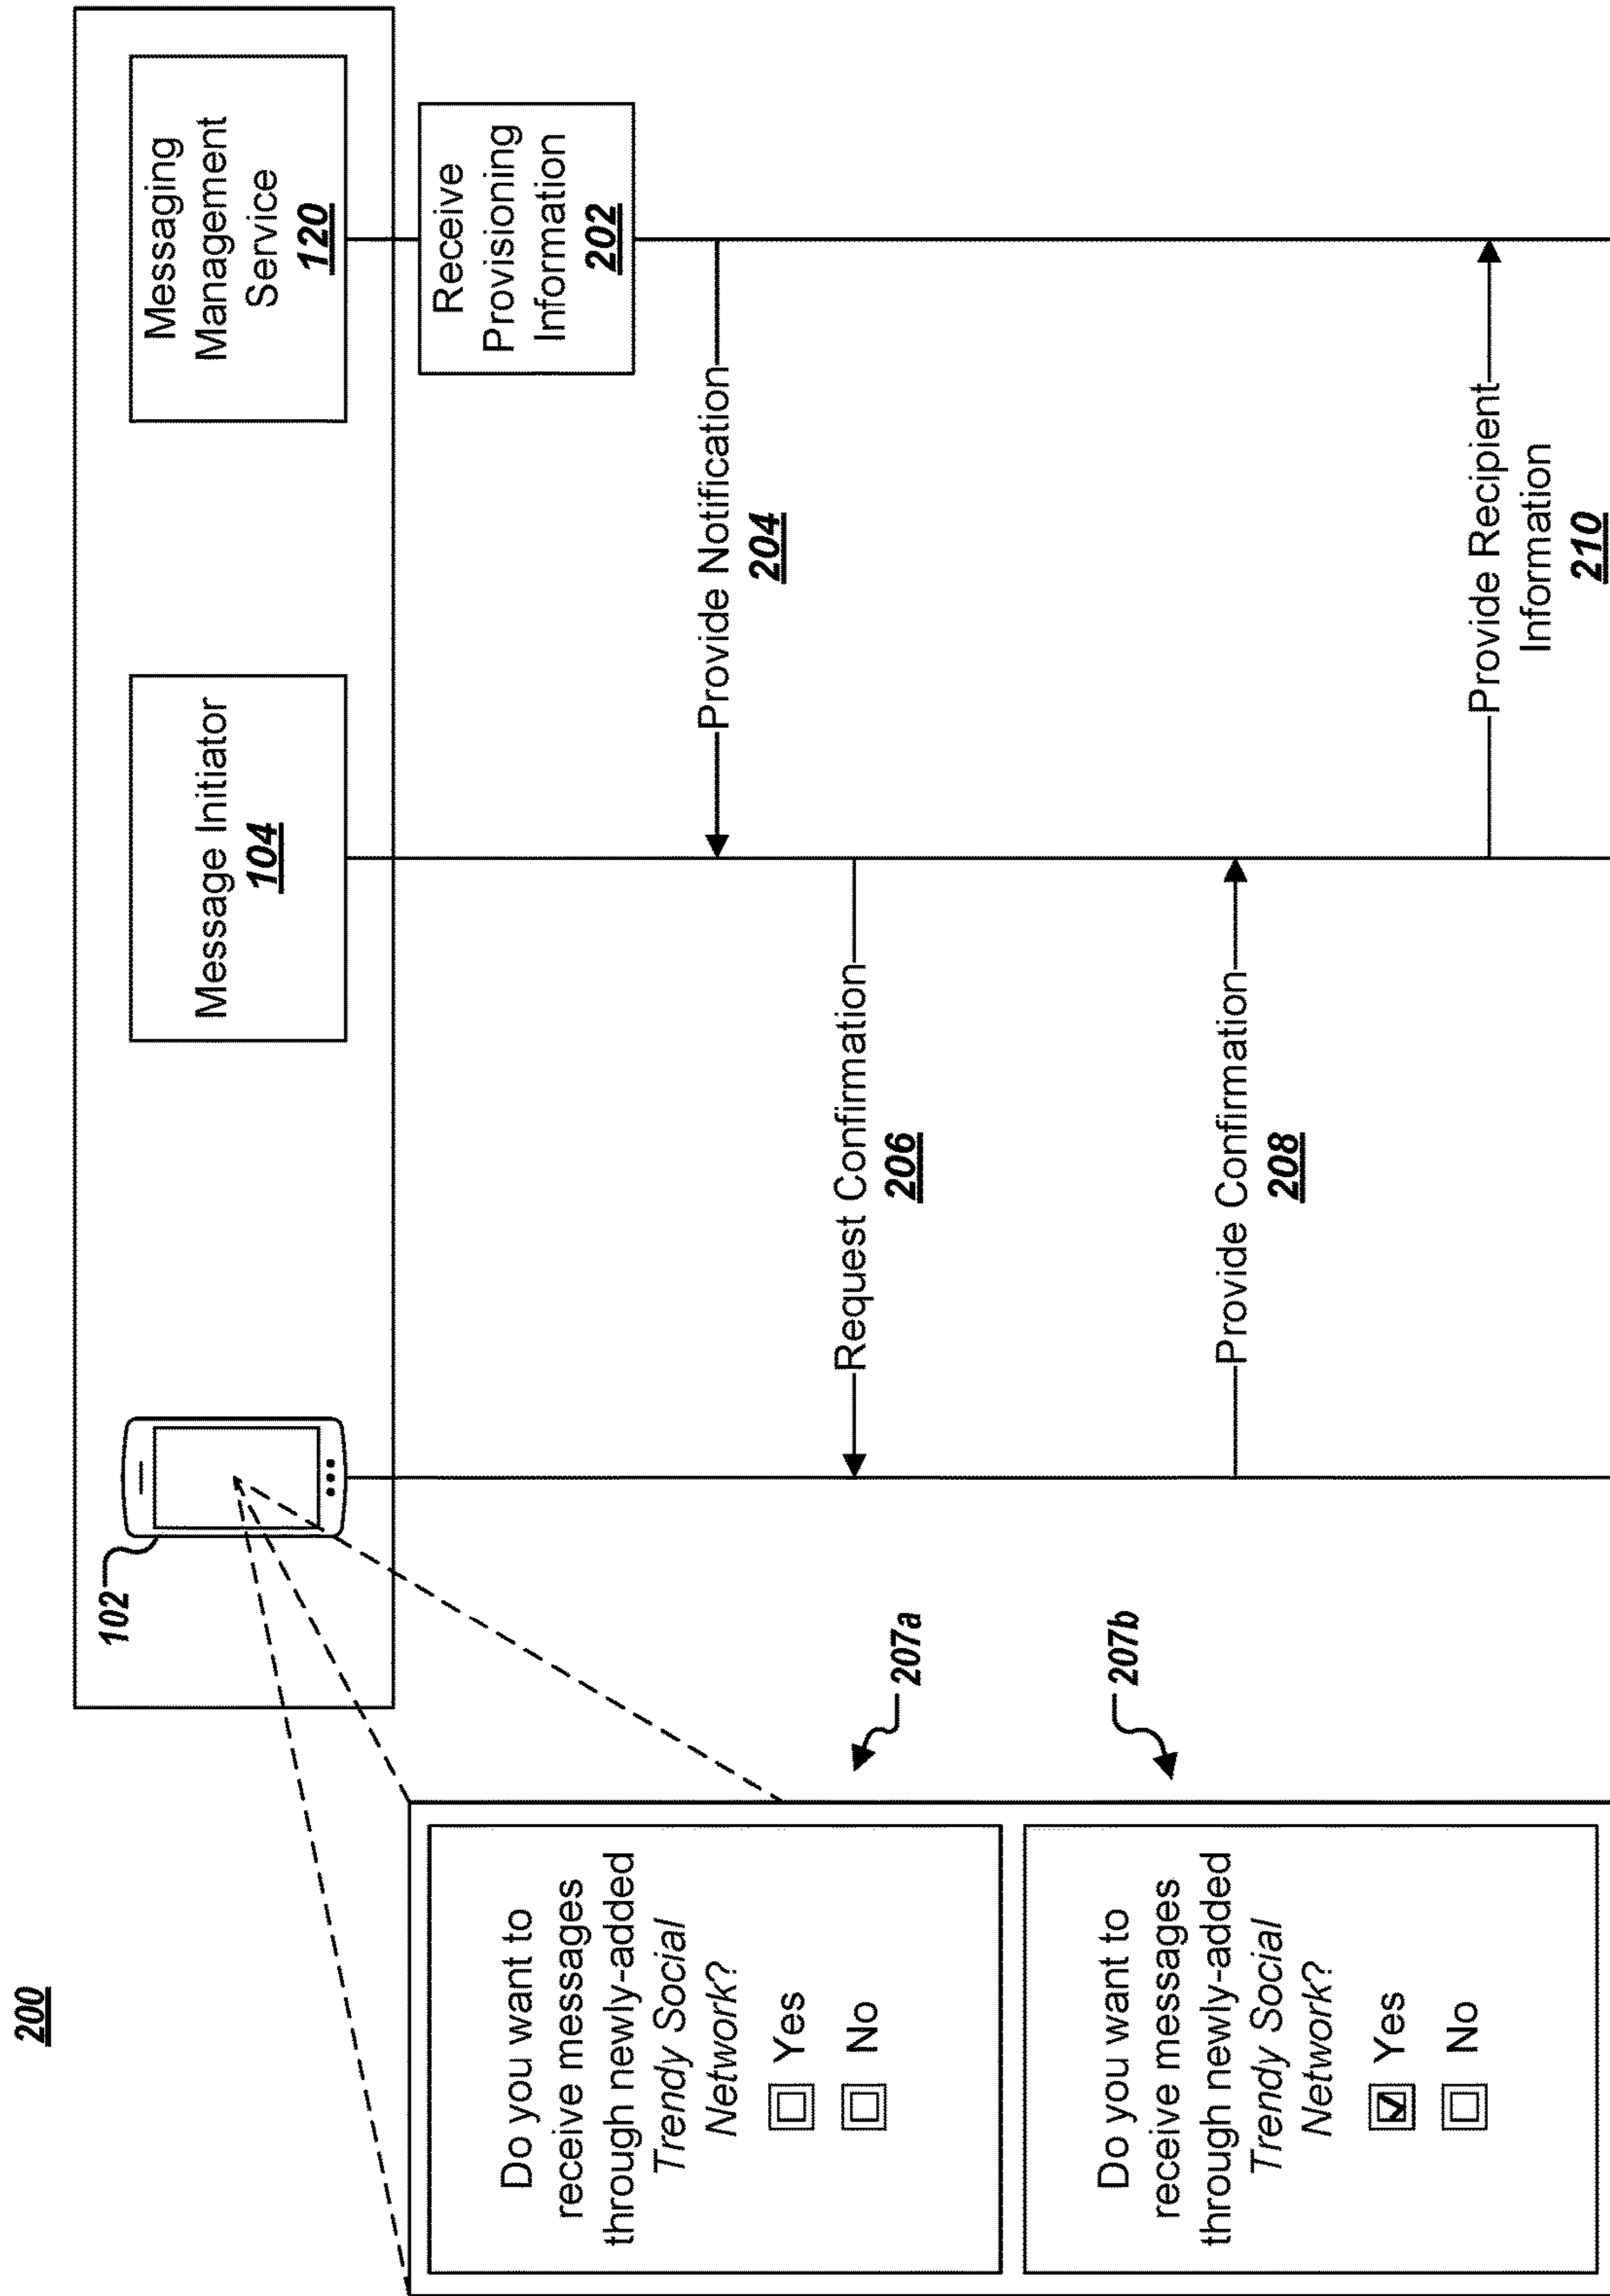 200
102
Message Initiator
104
Messaging
Management
Service
120
Receive
Provisioning
Information
202
Provide Notification
204
Request Confirmation
206
207a
Do you want to
receive messages
through newly-added
Trendy Social
Network?
Yes
No
Provide Confirmation
208
207b
Do you want to
receive messages
through newly-added
Trendy Social
Network?
Yes
No
Provide Recipient
Information
210